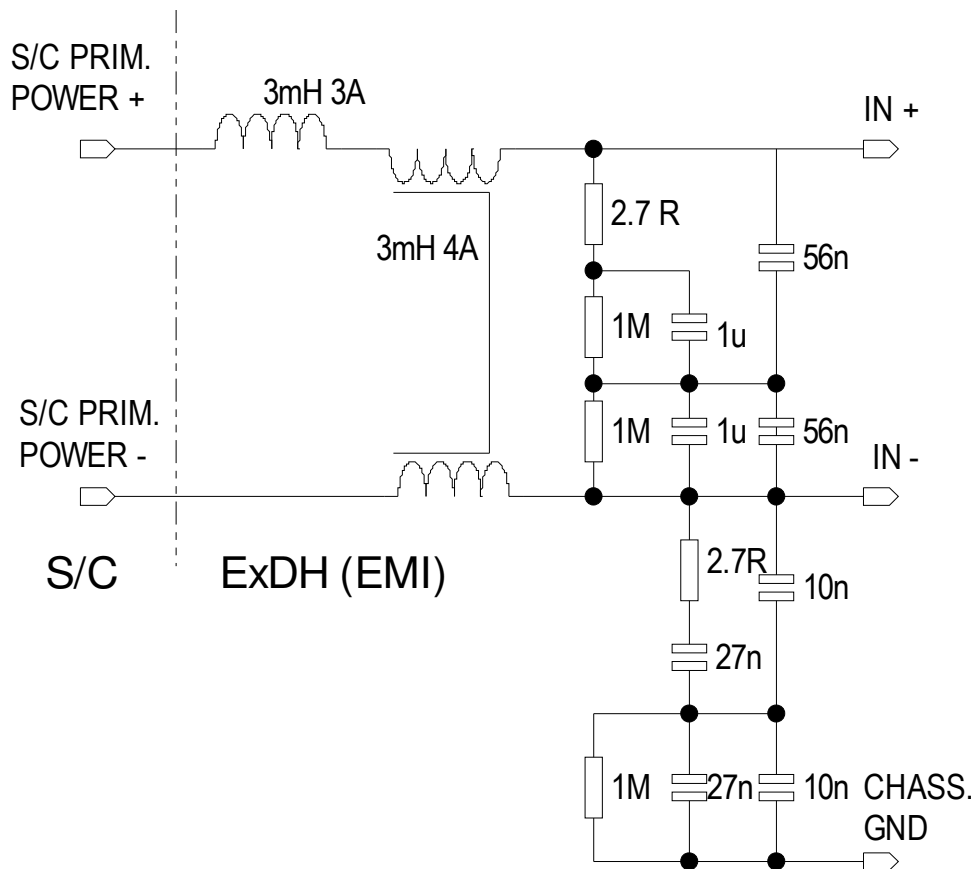 S/C PRIM.
POWER +
3mH 3A
IN +
2.7 R
3mH 4A
56n
1M
1u
S/C PRIM.
POWER -
1M
1u
56n
IN -
S/C
ExDH (EMI)
2.7R
10n
27n
1M
27n
10n
CHASS.
GND